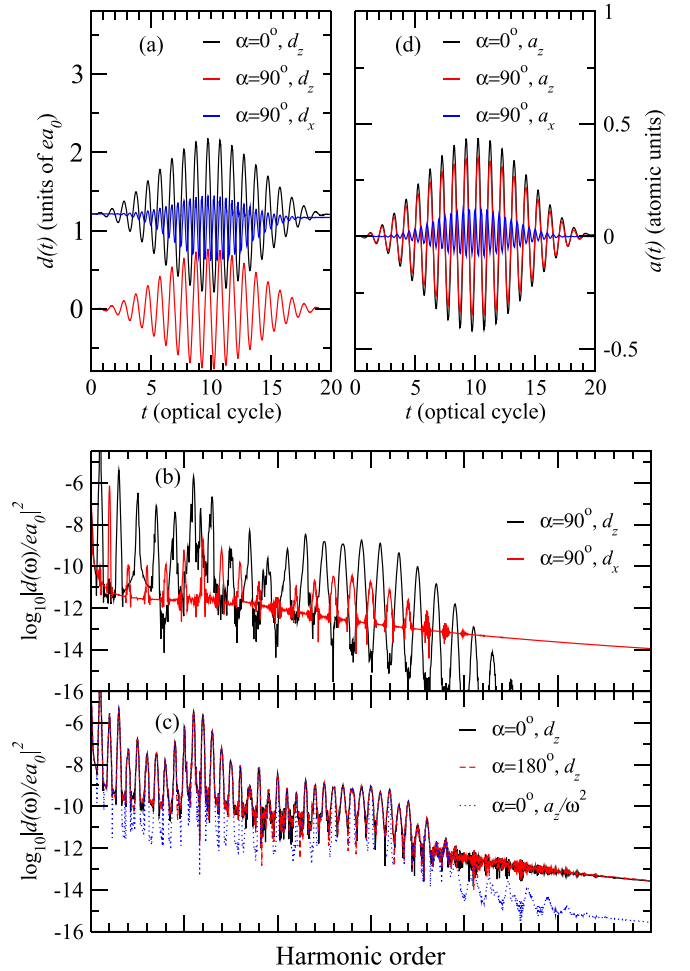 (a)
α=0°, d_z
α=90°, d_z
α=90°, d_x
3
2
1
0
d(t) (units of ea_0)
0 5 10 15 20
t (optical cycle)
(d)
α=0°, a_z
α=90°, a_z
α=90°, a_x
1
0.5
0
-0.5
a(t) (atomic units)
0 5 10 15 20
t (optical cycle)
(b)
α=90°, d_z
α=90°, d_x
-6
-8
-10
-12
-14
-16
log_10|d(ω)/ea_0|^2
(c)
α=0°, d_z
α=180°, d_z
α=0°, a_z/ω^2
-6
-8
-10
-12
-14
-16
log_10|d(ω)/ea_0|^2
Harmonic order